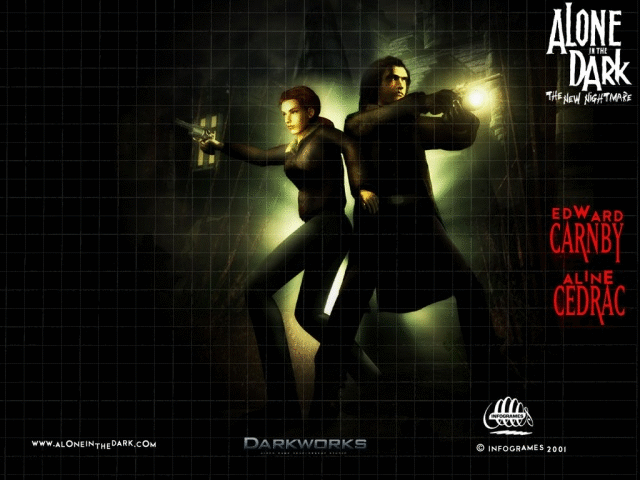 ALONE
IN THE
DARK
THE NEW NIGHTMARE
EDWARD
CARNBY
ALINE
CEDRAC
INFOGRAMES
WWW.ALONEINTHEDARK.COM
DARKWORKS
© INFOGRAMES 2001